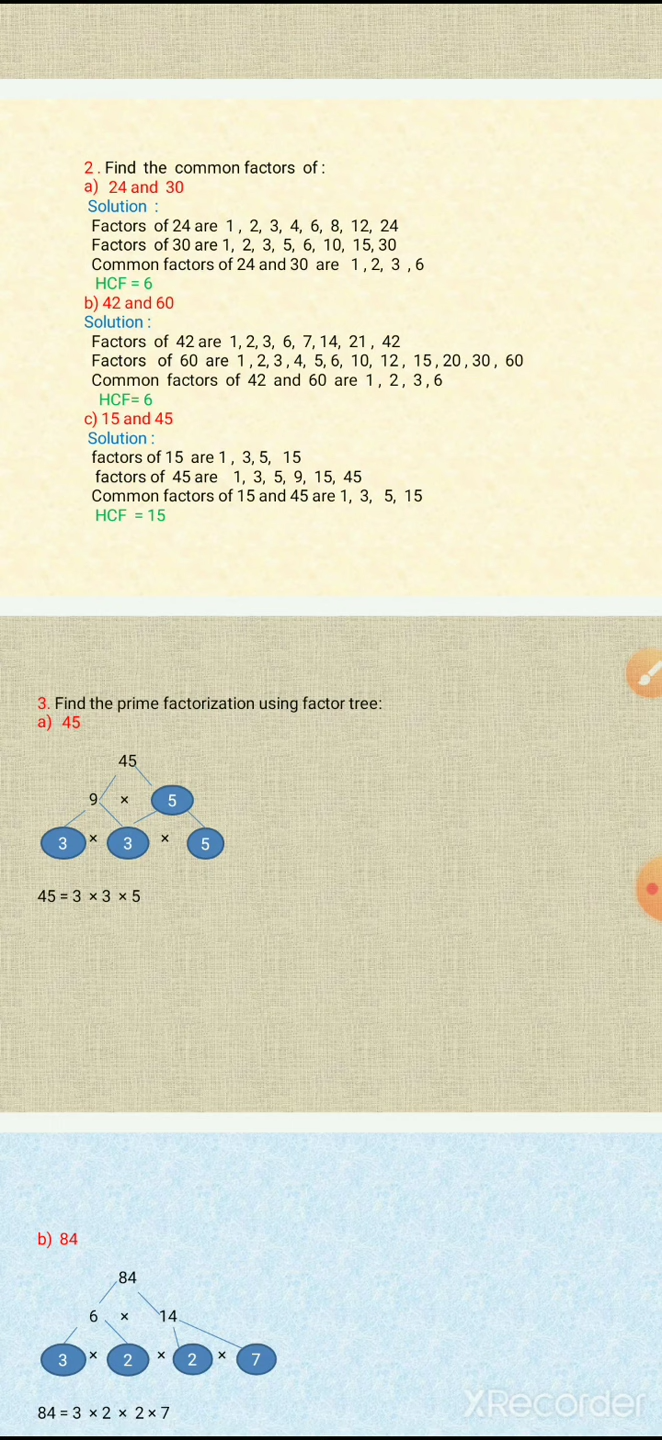 2. Find the common factors of :
a) 24 and 30
Solution :
Factors of 24 are 1, 2, 3, 4, 6, 8, 12, 24
Factors of 30 are 1, 2, 3, 5, 6, 10, 15, 30
Common factors of 24 and 30 are 1, 2, 3, 6
HCF = 6
b) 42 and 60
Solution :
Factors of 42 are 1, 2, 3, 6, 7, 14, 21, 42
Factors of 60 are 1, 2, 3, 4, 5, 6, 10, 12, 15, 20, 30, 60
Common factors of 42 and 60 are 1, 2, 3, 6
HCF= 6
c) 15 and 45
Solution :
factors of 15 are 1, 3, 5, 15
factors of 45 are 1, 3, 5, 9, 15, 45
Common factors of 15 and 45 are 1, 3, 5, 15
HCF = 15
3. Find the prime factorization using factor tree:
a) 45
45
9 × 5
3 × 3 × 5
45 = 3 × 3 × 5
b) 84
84
6 × 14
3 × 2 × 2 × 7
84 = 3 × 2 × 2 × 7
XRecorder